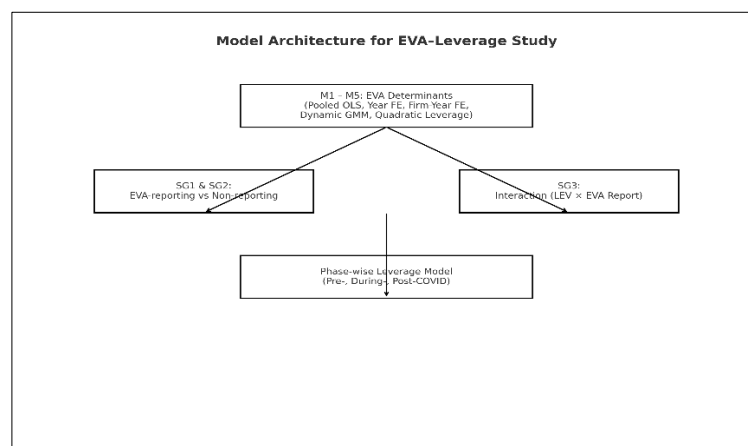 Model Architecture for EVA–Leverage Study
M1 – M5: EVA Determinants
(Pooled OLS, Year FE, Firm-Year FE,
Dynamic GMM, Quadratic Leverage)
SG1 & SG2:
EVA-reporting vs Non-reporting
SG3:
Interaction (LEV × EVA Report)
Phase-wise Leverage Model
(Pre-, During-, Post-COVID)